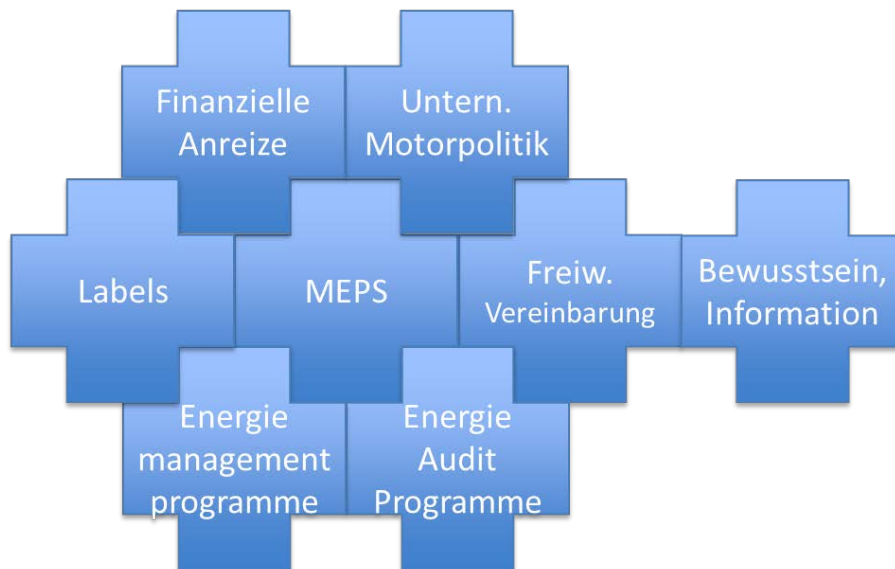 Finanzielle
Anreize
Untern.
Motorpolitik
Labels
MEPS
Freiw.
Vereinbarung
Bewusstsein,
Information
Energie
management
programme
Energie
Audit
Programme